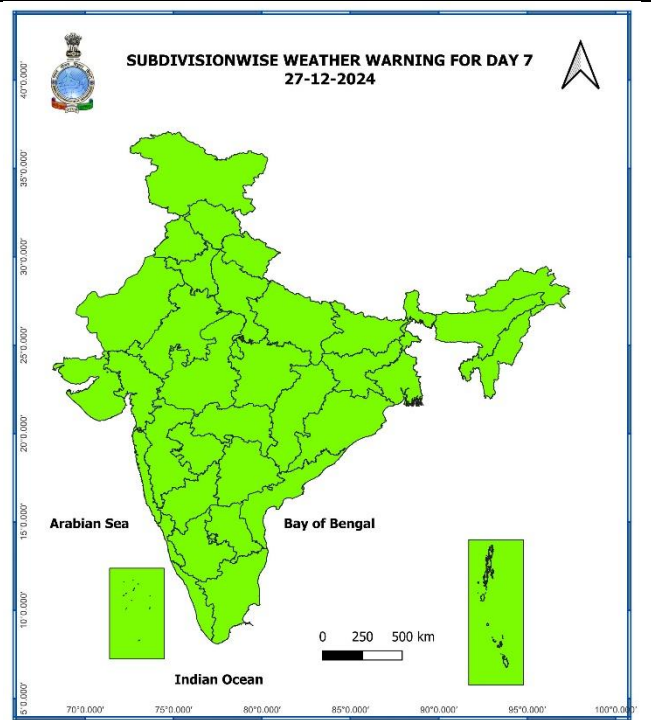 SUBDIVISIONWISE WEATHER WARNING FOR DAY 7
27-12-2024
40°0.000'
35°0.000'
30°0.000'
25°0.000'
20°0.000'
15°0.000'
10°0.000'
5°0.000'
Arabian Sea
Bay of Bengal
0 250 500 km
Indian Ocean
70°0.000' 75°0.000' 80°0.000' 85°0.000' 90°0.000' 95°0.000' 100°0.000'